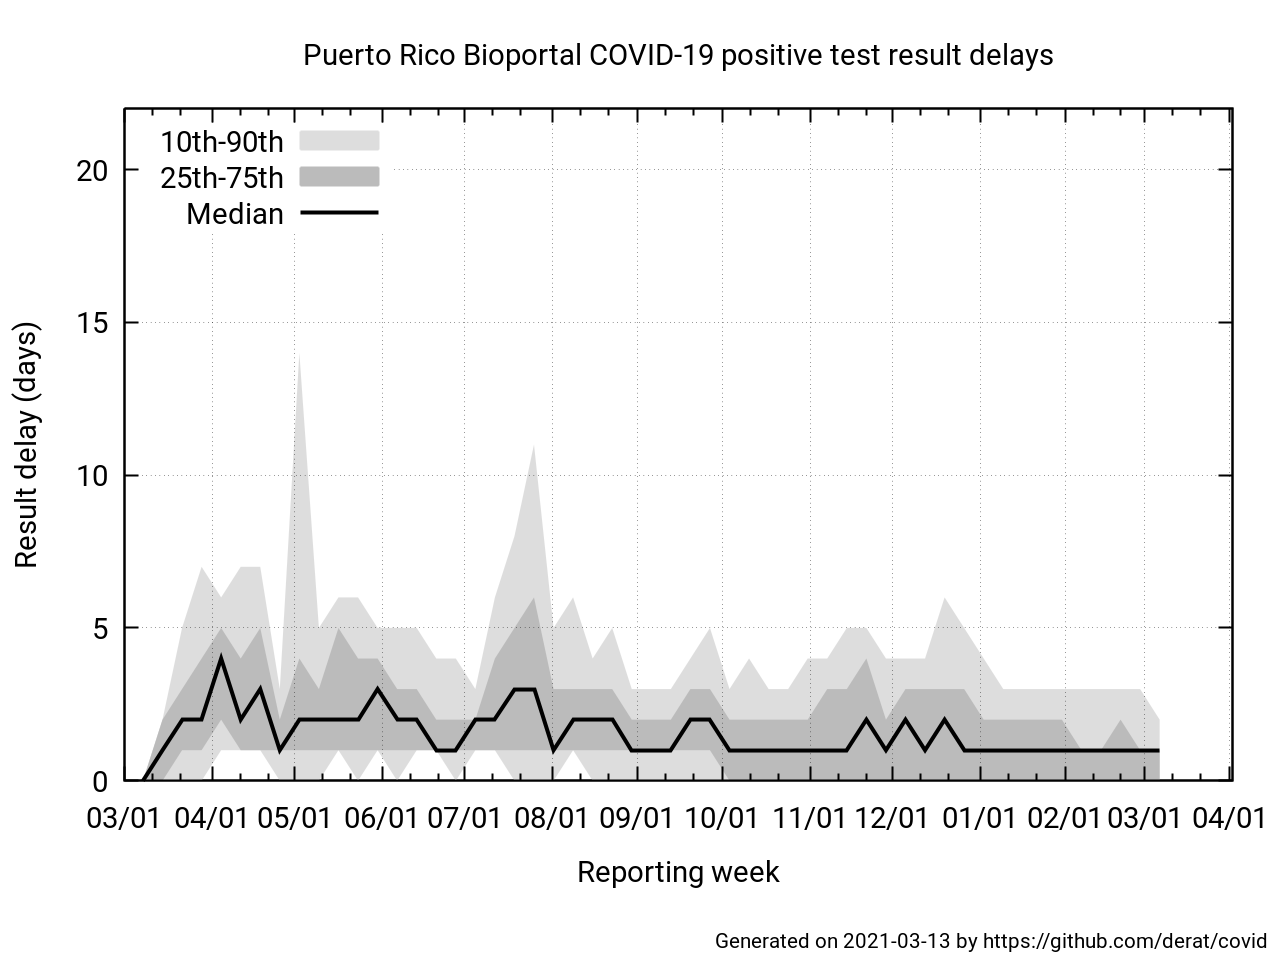 Puerto Rico Bioportal COVID-19 positive test result delays
10th-90th
25th-75th
Median
20
15
10
5
0
Result delay (days)
03/01 04/01 05/01 06/01 07/01 08/01 09/01 10/01 11/01 12/01 01/01 02/01 03/01 04/01
Reporting week
Generated on 2021-03-13 by https://github.com/derat/covid